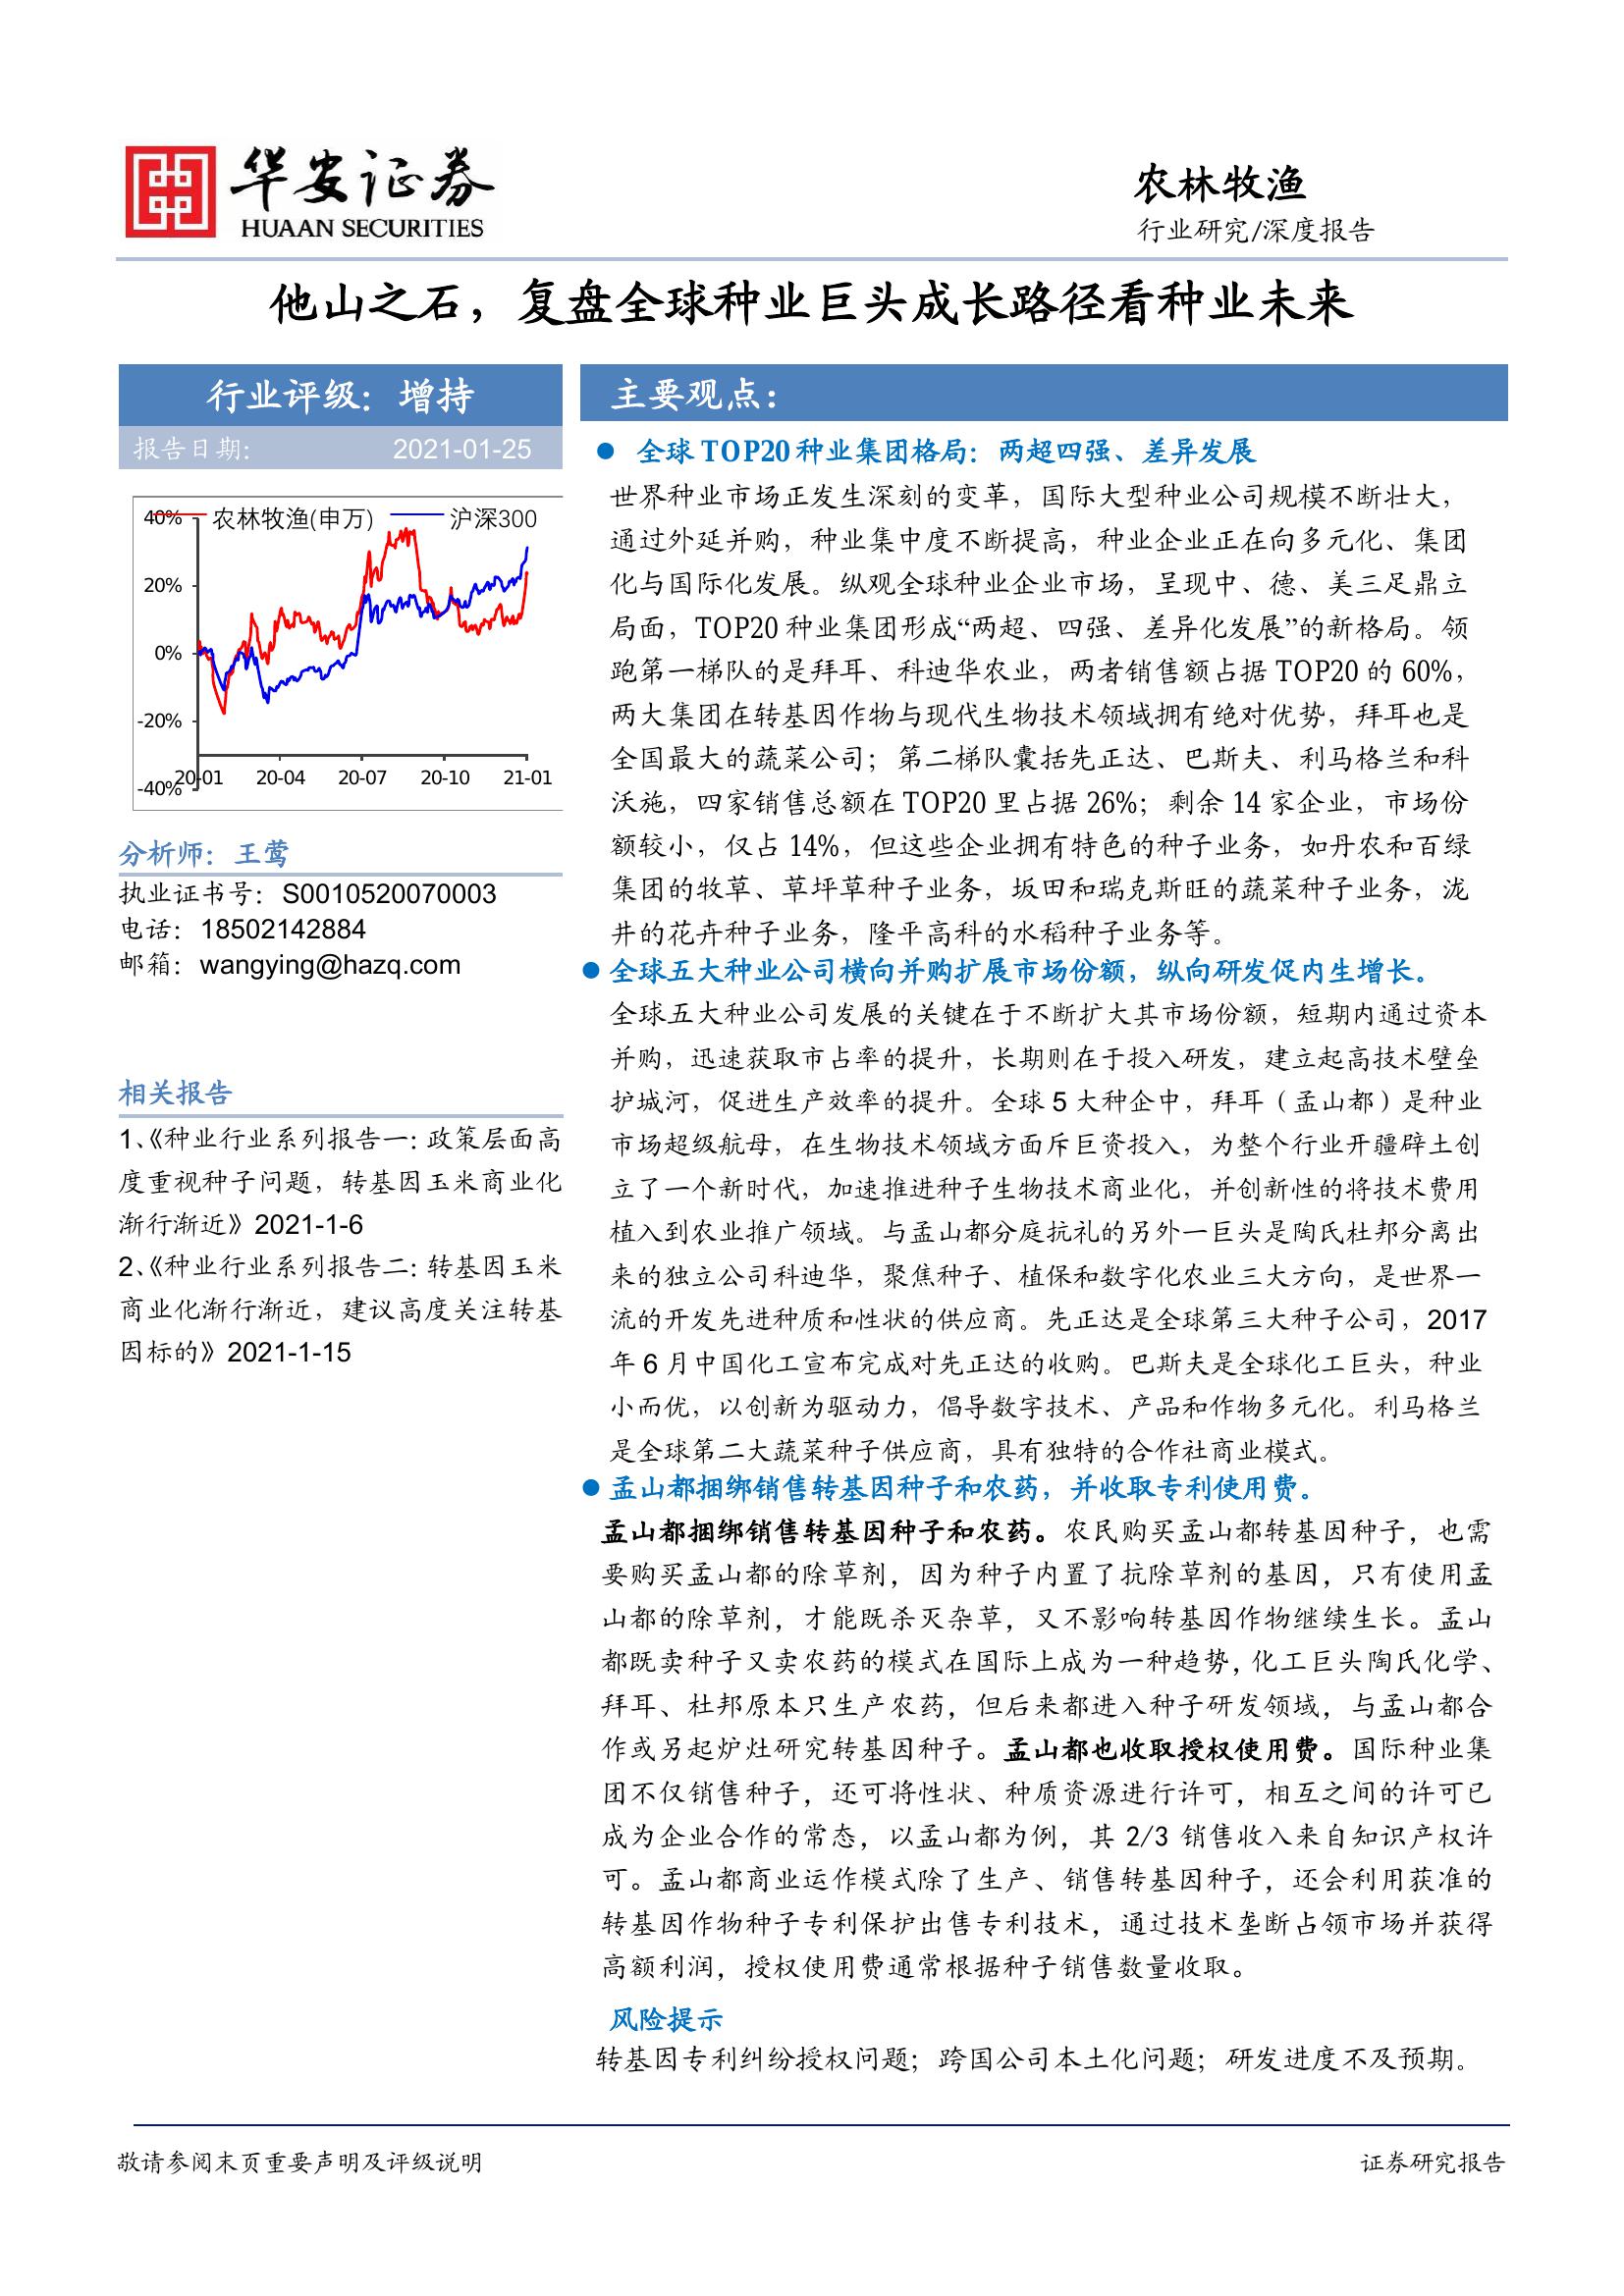 华安证券
HUAAN SECURITIES
农林牧渔
行业研究/深度报告
他山之石，复盘全球种业巨头成长路径看种业未来
行业评级：增持
报告日期： 2021-01-25
农林牧渔(申万) 沪深300
40%
20%
0%
-20%
-40%
20-01 20-04 20-07 20-10 21-01
分析师：王莺
执业证书号：S0010520070003
电话：18502142884
邮箱：wangying@hazq.com
相关报告
1、《种业行业系列报告一：政策层面高
度重视种子问题，转基因玉米商业化
渐行渐近》2021-1-6
2、《种业行业系列报告二：转基因玉米
商业化渐行渐近，建议高度关注转基
因标的》2021-1-15
主要观点：
● 全球 TOP20 种业集团格局：两超四强、差异发展
世界种业市场正发生深刻的变革，国际大型种业公司规模不断壮大，
通过外延并购，种业集中度不断提高，种业企业正在向多元化、集团
化与国际化发展。纵观全球种业企业市场，呈现中、德、美三足鼎立
局面，TOP20 种业集团形成“两超、四强、差异化发展”的新格局。领
跑第一梯队的是拜耳、科迪华农业，两者销售额占据 TOP20 的 60%，
两大集团在转基因作物与现代生物技术领域拥有绝对优势，拜耳也是
全国最大的蔬菜公司；第二梯队囊括先正达、巴斯夫、利马格兰和科
沃施，四家销售总额在 TOP20 里占据 26%；剩余 14 家企业，市场份
额较小，仅占 14%，但这些企业拥有特色的种子业务，如丹农和百绿
集团的牧草、草坪草种子业务，坂田和瑞克斯旺的蔬菜种子业务，泷
井的花卉种子业务，隆平高科的水稻种子业务等。
● 全球五大种业公司横向并购扩展市场份额，纵向研发促内生增长。
全球五大种业公司发展的关键在于不断扩大其市场份额，短期内通过资本
并购，迅速获取市占率的提升，长期则在于投入研发，建立起高技术壁垒
护城河，促进生产效率的提升。全球 5 大种企中，拜耳（孟山都）是种业
市场超级航母，在生物技术领域方面斥巨资投入，为整个行业开疆辟土创
立了一个新时代，加速推进种子生物技术商业化，并创新性的将技术费用
植入到农业推广领域。与孟山都分庭抗礼的另外一巨头是陶氏杜邦分离出
来的独立公司科迪华，聚焦种子、植保和数字化农业三大方向，是世界一
流的开发先进种质和性状的供应商。先正达是全球第三大种子公司，2017
年 6 月中国化工宣布完成对先正达的收购。巴斯夫是全球化工巨头，种业
小而优，以创新为驱动力，倡导数字技术、产品和作物多元化。利马格兰
是全球第二大蔬菜种子供应商，具有独特的合作社商业模式。
● 孟山都捆绑销售转基因种子和农药，并收取专利使用费。
孟山都捆绑销售转基因种子和农药。农民购买孟山都转基因种子，也需
要购买孟山都的除草剂，因为种子内置了抗除草剂的基因，只有使用孟
山都的除草剂，才能既杀灭杂草，又不影响转基因作物继续生长。孟山
都既卖种子又卖农药的模式在国际上成为一种趋势，化工巨头陶氏化学、
拜耳、杜邦原本只生产农药，但后来都进入种子研发领域，与孟山都合
作或另起炉灶研究转基因种子。孟山都也收取授权使用费。国际种业集
团不仅销售种子，还可将性状、种质资源进行许可，相互之间的许可已
成为企业合作的常态，以孟山都为例，其 2/3 销售收入来自知识产权许
可。孟山都商业运作模式除了生产、销售转基因种子，还会利用获准的
转基因作物种子专利保护出售专利技术，通过技术垄断占领市场并获得
高额利润，授权使用费通常根据种子销售数量收取。
风险提示
转基因专利纠纷授权问题；跨国公司本土化问题；研发进度不及预期。
敬请参阅末页重要声明及评级说明 证券研究报告